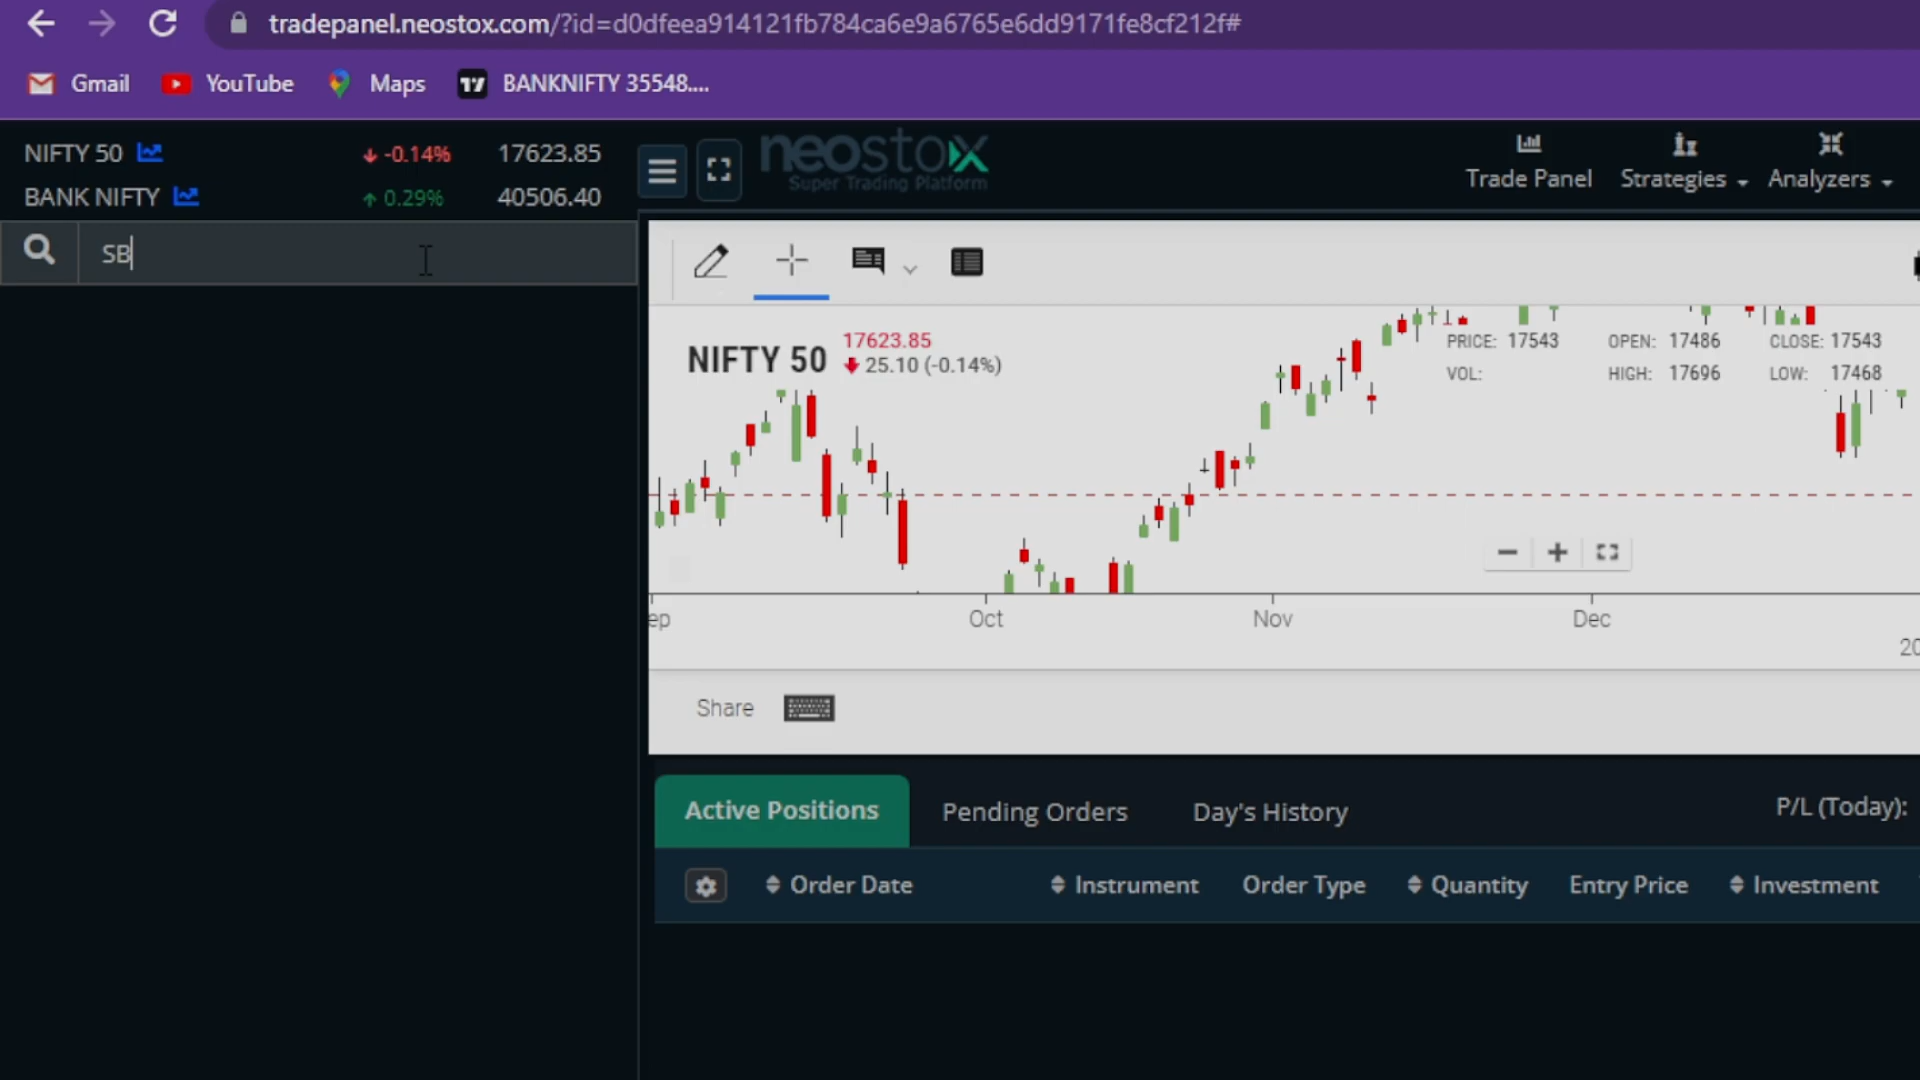 tradepanel.neostox.com/?id=d0dfeea914121fb784ca6e9a6765e6dd9171fe8cf212f#
Gmail YouTube Maps BANKNIFTY 35548....
NIFTY 50 -0.14% 17623.85
BANK NIFTY 0.29% 40506.40
neostox
Super Trading Platform
Trade Panel Strategies Analyzers
SB
NIFTY 50 17623.85
25.10 (-0.14%)
PRICE: 17543 OPEN: 17486 CLOSE: 17543
VOL: HIGH: 17696 LOW: 17468
ep Oct Nov Dec
20
Share
Active Positions Pending Orders Day's History P/L (Today):
Order Date Instrument Order Type Quantity Entry Price Investment